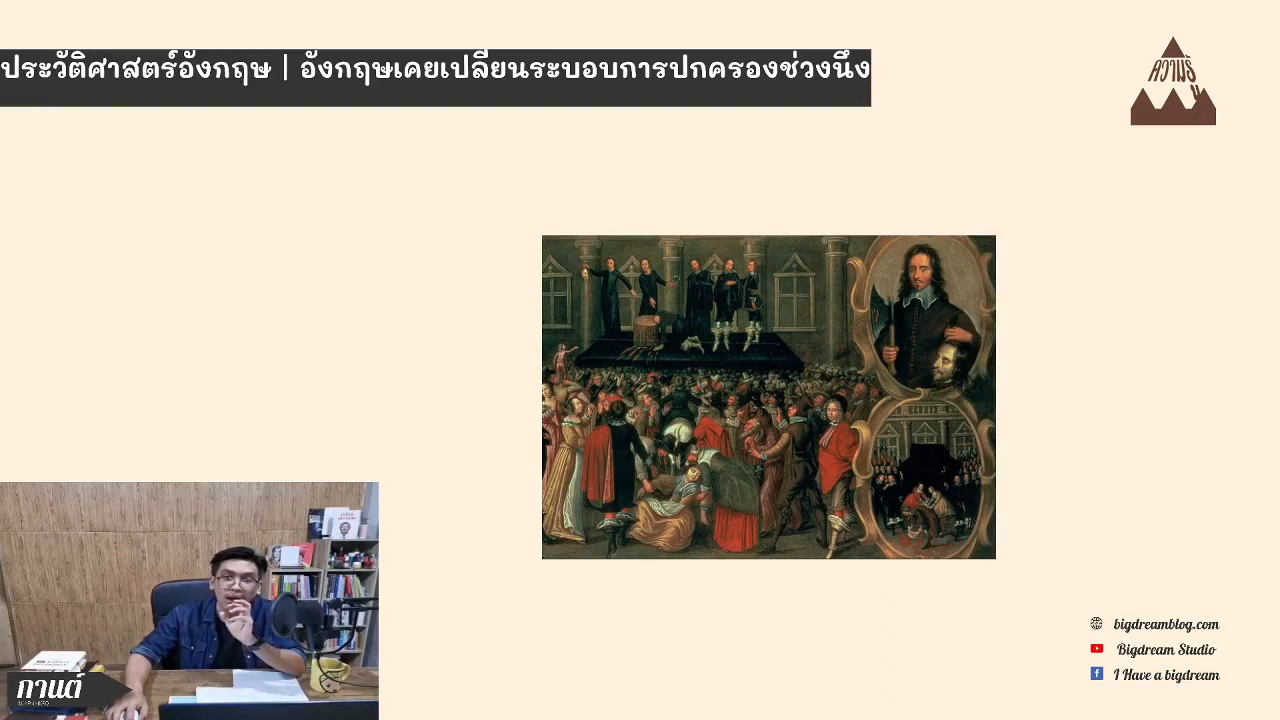 ประวัติศาสตร์อังกฤษ | อังกฤษเคยเปลี่ยนระบอบการปกครองช่วงนึง
ความรู้
bigdreamblog.com
Bigdream Studio
I Have a bigdream
กานต์